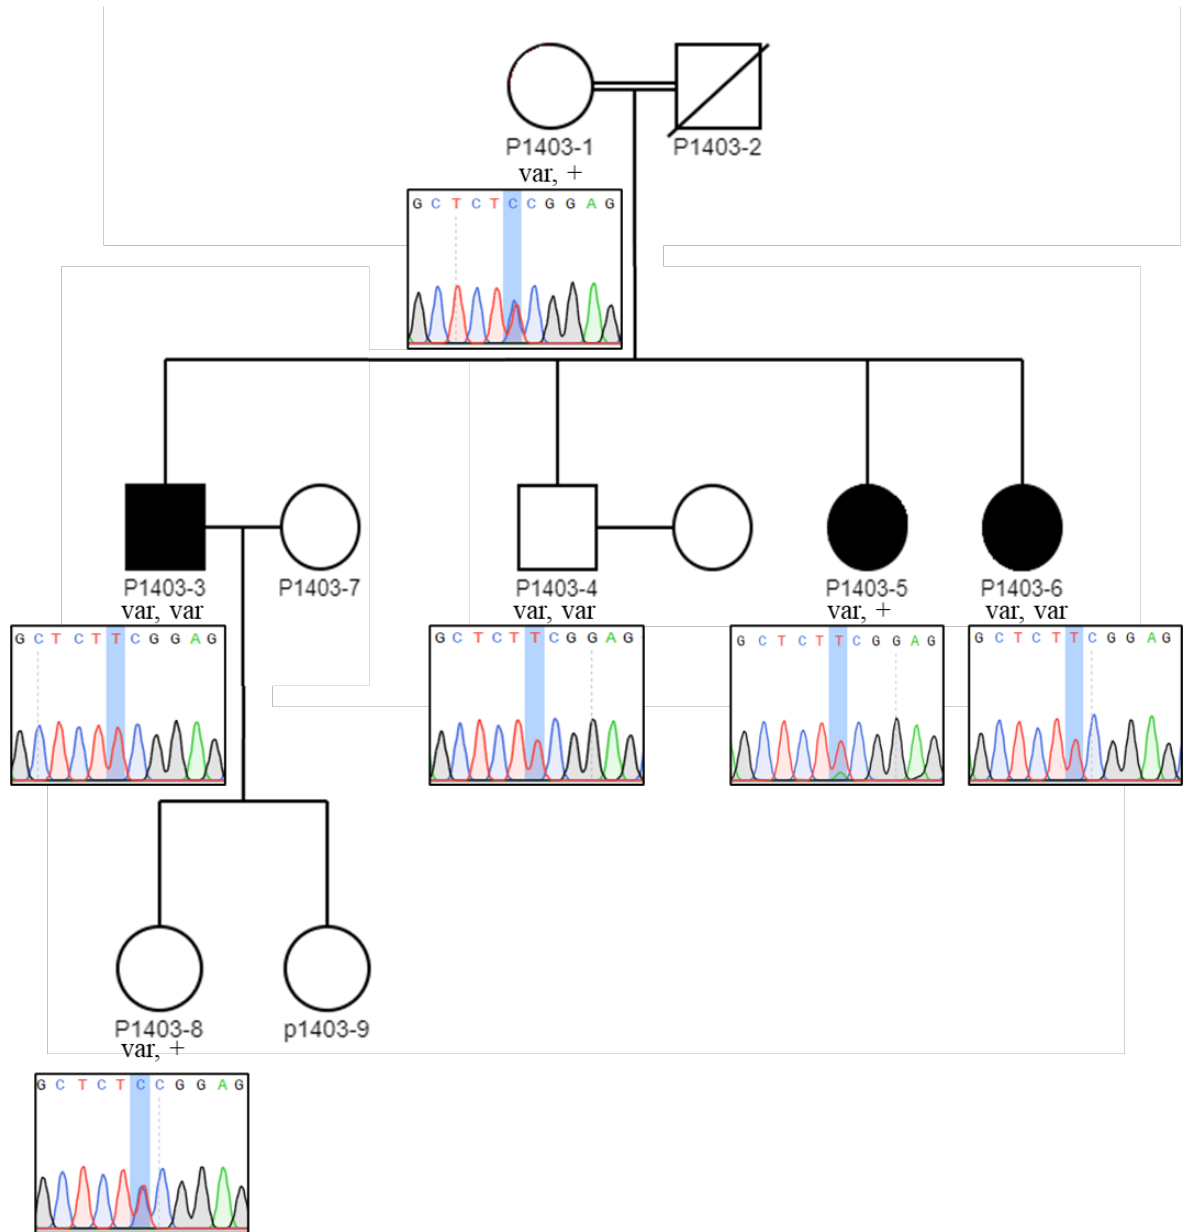 P1403-1
P1403-2
var, +
G C T C T C C G G A G
P1403-3
P1403-7
P1403-4
P1403-5
P1403-6
var, var
var, var
var, +
var, var
G C T C T T C G G A G
G C T C T T C G G A G
G C T C T T C G G A G
G C T C T T C G G A G
P1403-8
p1403-9
var, +
G C T C T C C G G A G